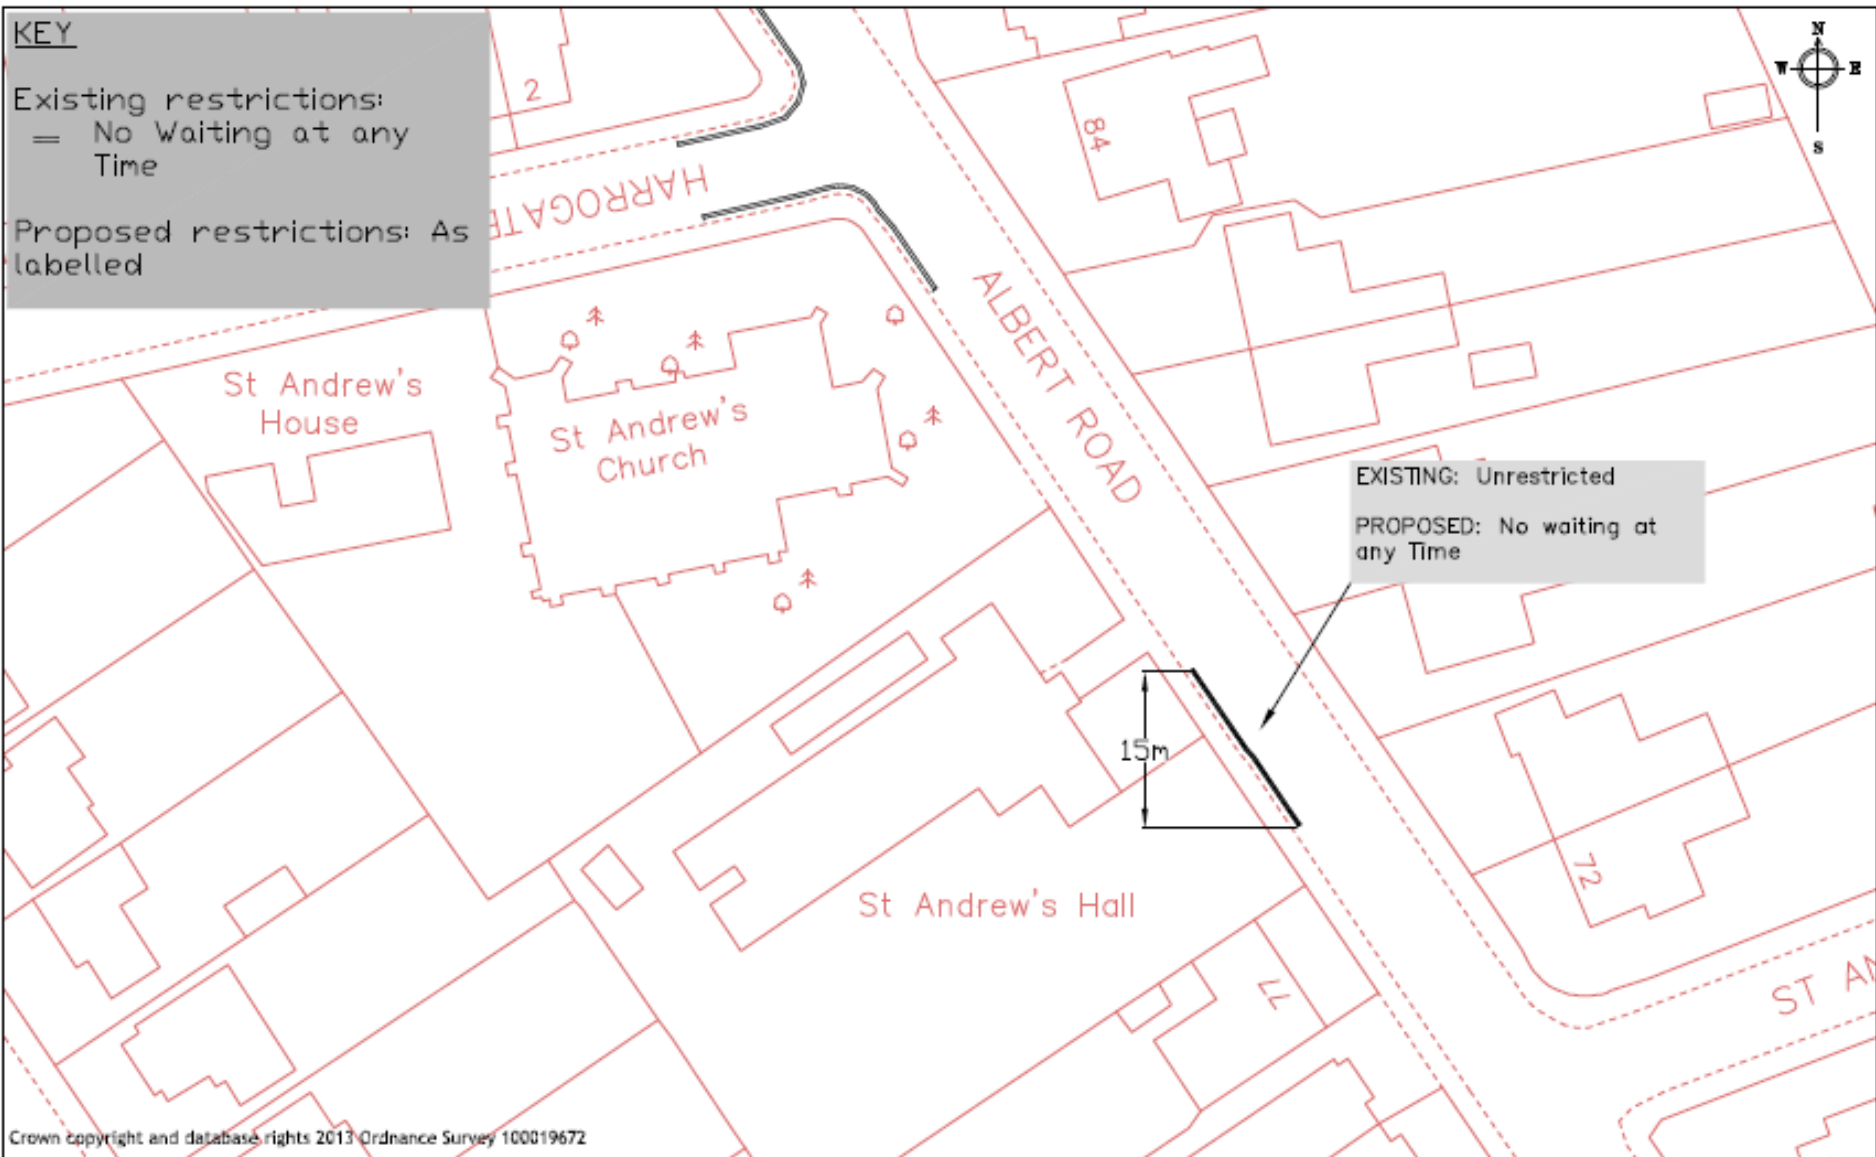 KEY
Existing restrictions:
= No Waiting at any
Time
Proposed restrictions: As
labelled
2
HARROGATE
84
N
W E
S
ALBERT ROAD
St Andrew's
House
St Andrew's
Church
EXISTING: Unrestricted
PROPOSED: No waiting at
any Time
15m
72
St Andrew's Hall
77
ST AN
Crown copyright and database rights 2013 Ordnance Survey 100019672